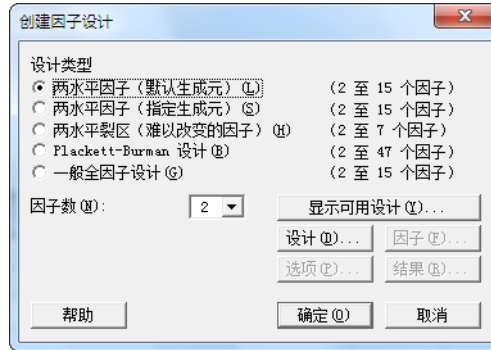 创建因子设计
设计类型
两水平因子(默认生成元)(L) (2 至 15 个因子)
两水平因子(指定生成元)(S) (2 至 15 个因子)
两水平裂区(难以改变的因子)(H) (2 至 7 个因子)
Plackett-Burman 设计(B) (2 至 47 个因子)
一般全因子设计(G) (2 至 15 个因子)
因子数(N): 2 显示可用设计(Y)...
设计(D)... 因子(F)...
选项(P)... 结果(R)...
帮助 确定(O) 取消